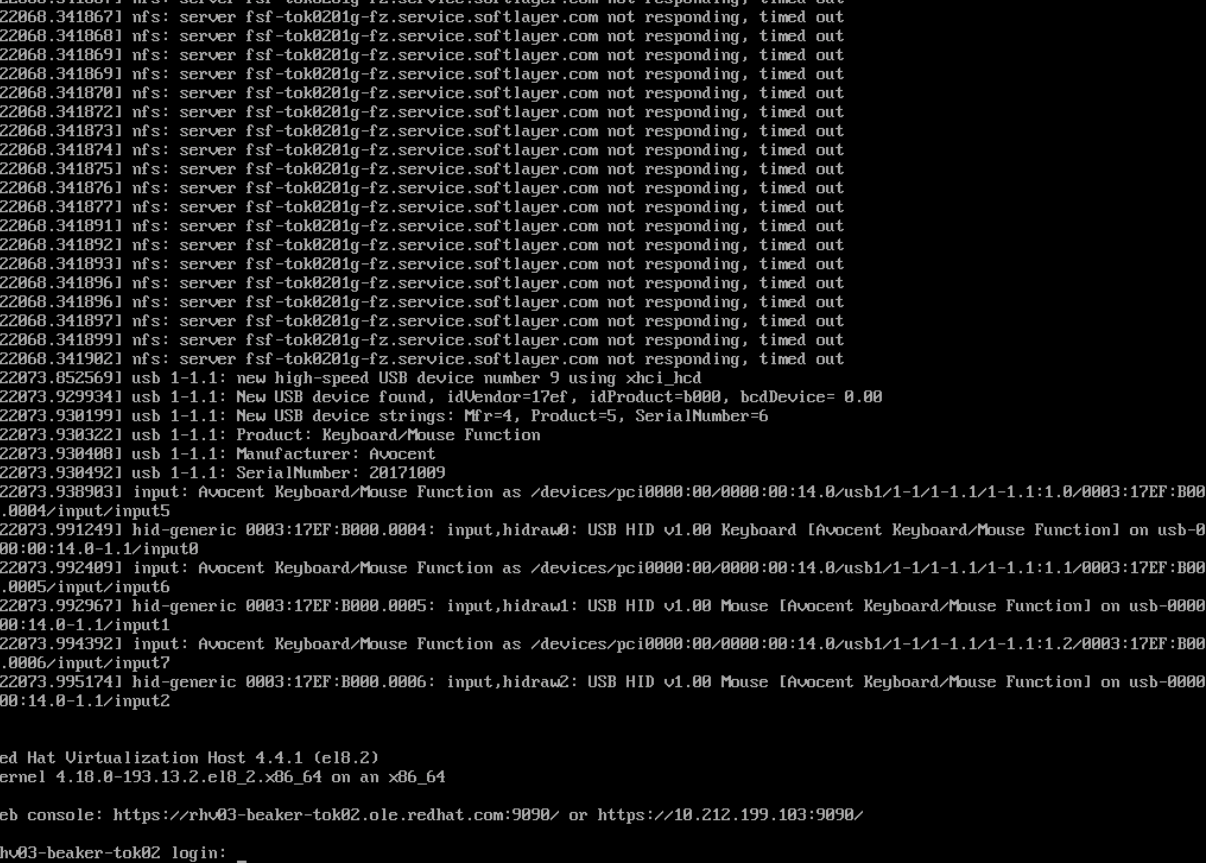 22068.341867] nfs: server fsf-tok0201g-fz.service.softlayer.com not responding, timed out
22068.341867] nfs: server fsf-tok0201g-fz.service.softlayer.com not responding, timed out
22068.341868] nfs: server fsf-tok0201g-fz.service.softlayer.com not responding, timed out
22068.341869] nfs: server fsf-tok0201g-fz.service.softlayer.com not responding, timed out
22068.341869] nfs: server fsf-tok0201g-fz.service.softlayer.com not responding, timed out
22068.341870] nfs: server fsf-tok0201g-fz.service.softlayer.com not responding, timed out
22068.341872] nfs: server fsf-tok0201g-fz.service.softlayer.com not responding, timed out
22068.341873] nfs: server fsf-tok0201g-fz.service.softlayer.com not responding, timed out
22068.341874] nfs: server fsf-tok0201g-fz.service.softlayer.com not responding, timed out
22068.341875] nfs: server fsf-tok0201g-fz.service.softlayer.com not responding, timed out
22068.341876] nfs: server fsf-tok0201g-fz.service.softlayer.com not responding, timed out
22068.341877] nfs: server fsf-tok0201g-fz.service.softlayer.com not responding, timed out
22068.341891] nfs: server fsf-tok0201g-fz.service.softlayer.com not responding, timed out
22068.341892] nfs: server fsf-tok0201g-fz.service.softlayer.com not responding, timed out
22068.341893] nfs: server fsf-tok0201g-fz.service.softlayer.com not responding, timed out
22068.341896] nfs: server fsf-tok0201g-fz.service.softlayer.com not responding, timed out
22068.341896] nfs: server fsf-tok0201g-fz.service.softlayer.com not responding, timed out
22068.341897] nfs: server fsf-tok0201g-fz.service.softlayer.com not responding, timed out
22068.341899] nfs: server fsf-tok0201g-fz.service.softlayer.com not responding, timed out
22068.341902] nfs: server fsf-tok0201g-fz.service.softlayer.com not responding, timed out
22073.852569] usb 1-1.1: new high-speed USB device number 9 using xhci_hcd
22073.929934] usb 1-1.1: New USB device found, idVendor=17ef, idProduct=b000, bcdDevice= 0.00
22073.930199] usb 1-1.1: New USB device strings: Mfr=4, Product=5, SerialNumber=6
22073.930322] usb 1-1.1: Product: Keyboard/Mouse Function
22073.930408] usb 1-1.1: Manufacturer: Avocent
22073.930492] usb 1-1.1: SerialNumber: 20171009
22073.938903] input: Avocent Keyboard/Mouse Function as /devices/pci0000:00/0000:00:14.0/usb1/1-1/1-1.1/1-1.1:1.0/0003:17EF:B00
.0004/input/input5
22073.991249] hid-generic 0003:17EF:B000.0004: input,hidraw0: USB HID v1.00 Keyboard [Avocent Keyboard/Mouse Function] on usb-0
00:00:14.0-1.1/input0
22073.992409] input: Avocent Keyboard/Mouse Function as /devices/pci0000:00/0000:00:14.0/usb1/1-1/1-1.1/1-1.1:1.1/0003:17EF:B00
.0005/input/input6
22073.992967] hid-generic 0003:17EF:B000.0005: input,hidraw1: USB HID v1.00 Mouse [Avocent Keyboard/Mouse Function] on usb-0000
00:14.0-1.1/input1
22073.994392] input: Avocent Keyboard/Mouse Function as /devices/pci0000:00/0000:00:14.0/usb1/1-1/1-1.1/1-1.1:1.2/0003:17EF:B00
.0006/input/input7
22073.995174] hid-generic 0003:17EF:B000.0006: input,hidraw2: USB HID v1.00 Mouse [Avocent Keyboard/Mouse Function] on usb-0000
00:14.0-1.1/input2
ed Hat Virtualization Host 4.4.1 (el8.2)
ernel 4.18.0-193.13.2.el8_2.x86_64 on an x86_64
eb console: https://rhv03-beaker-tok02.ole.redhat.com:9090/ or https://10.212.199.103:9090/
hv03-beaker-tok02 login: _